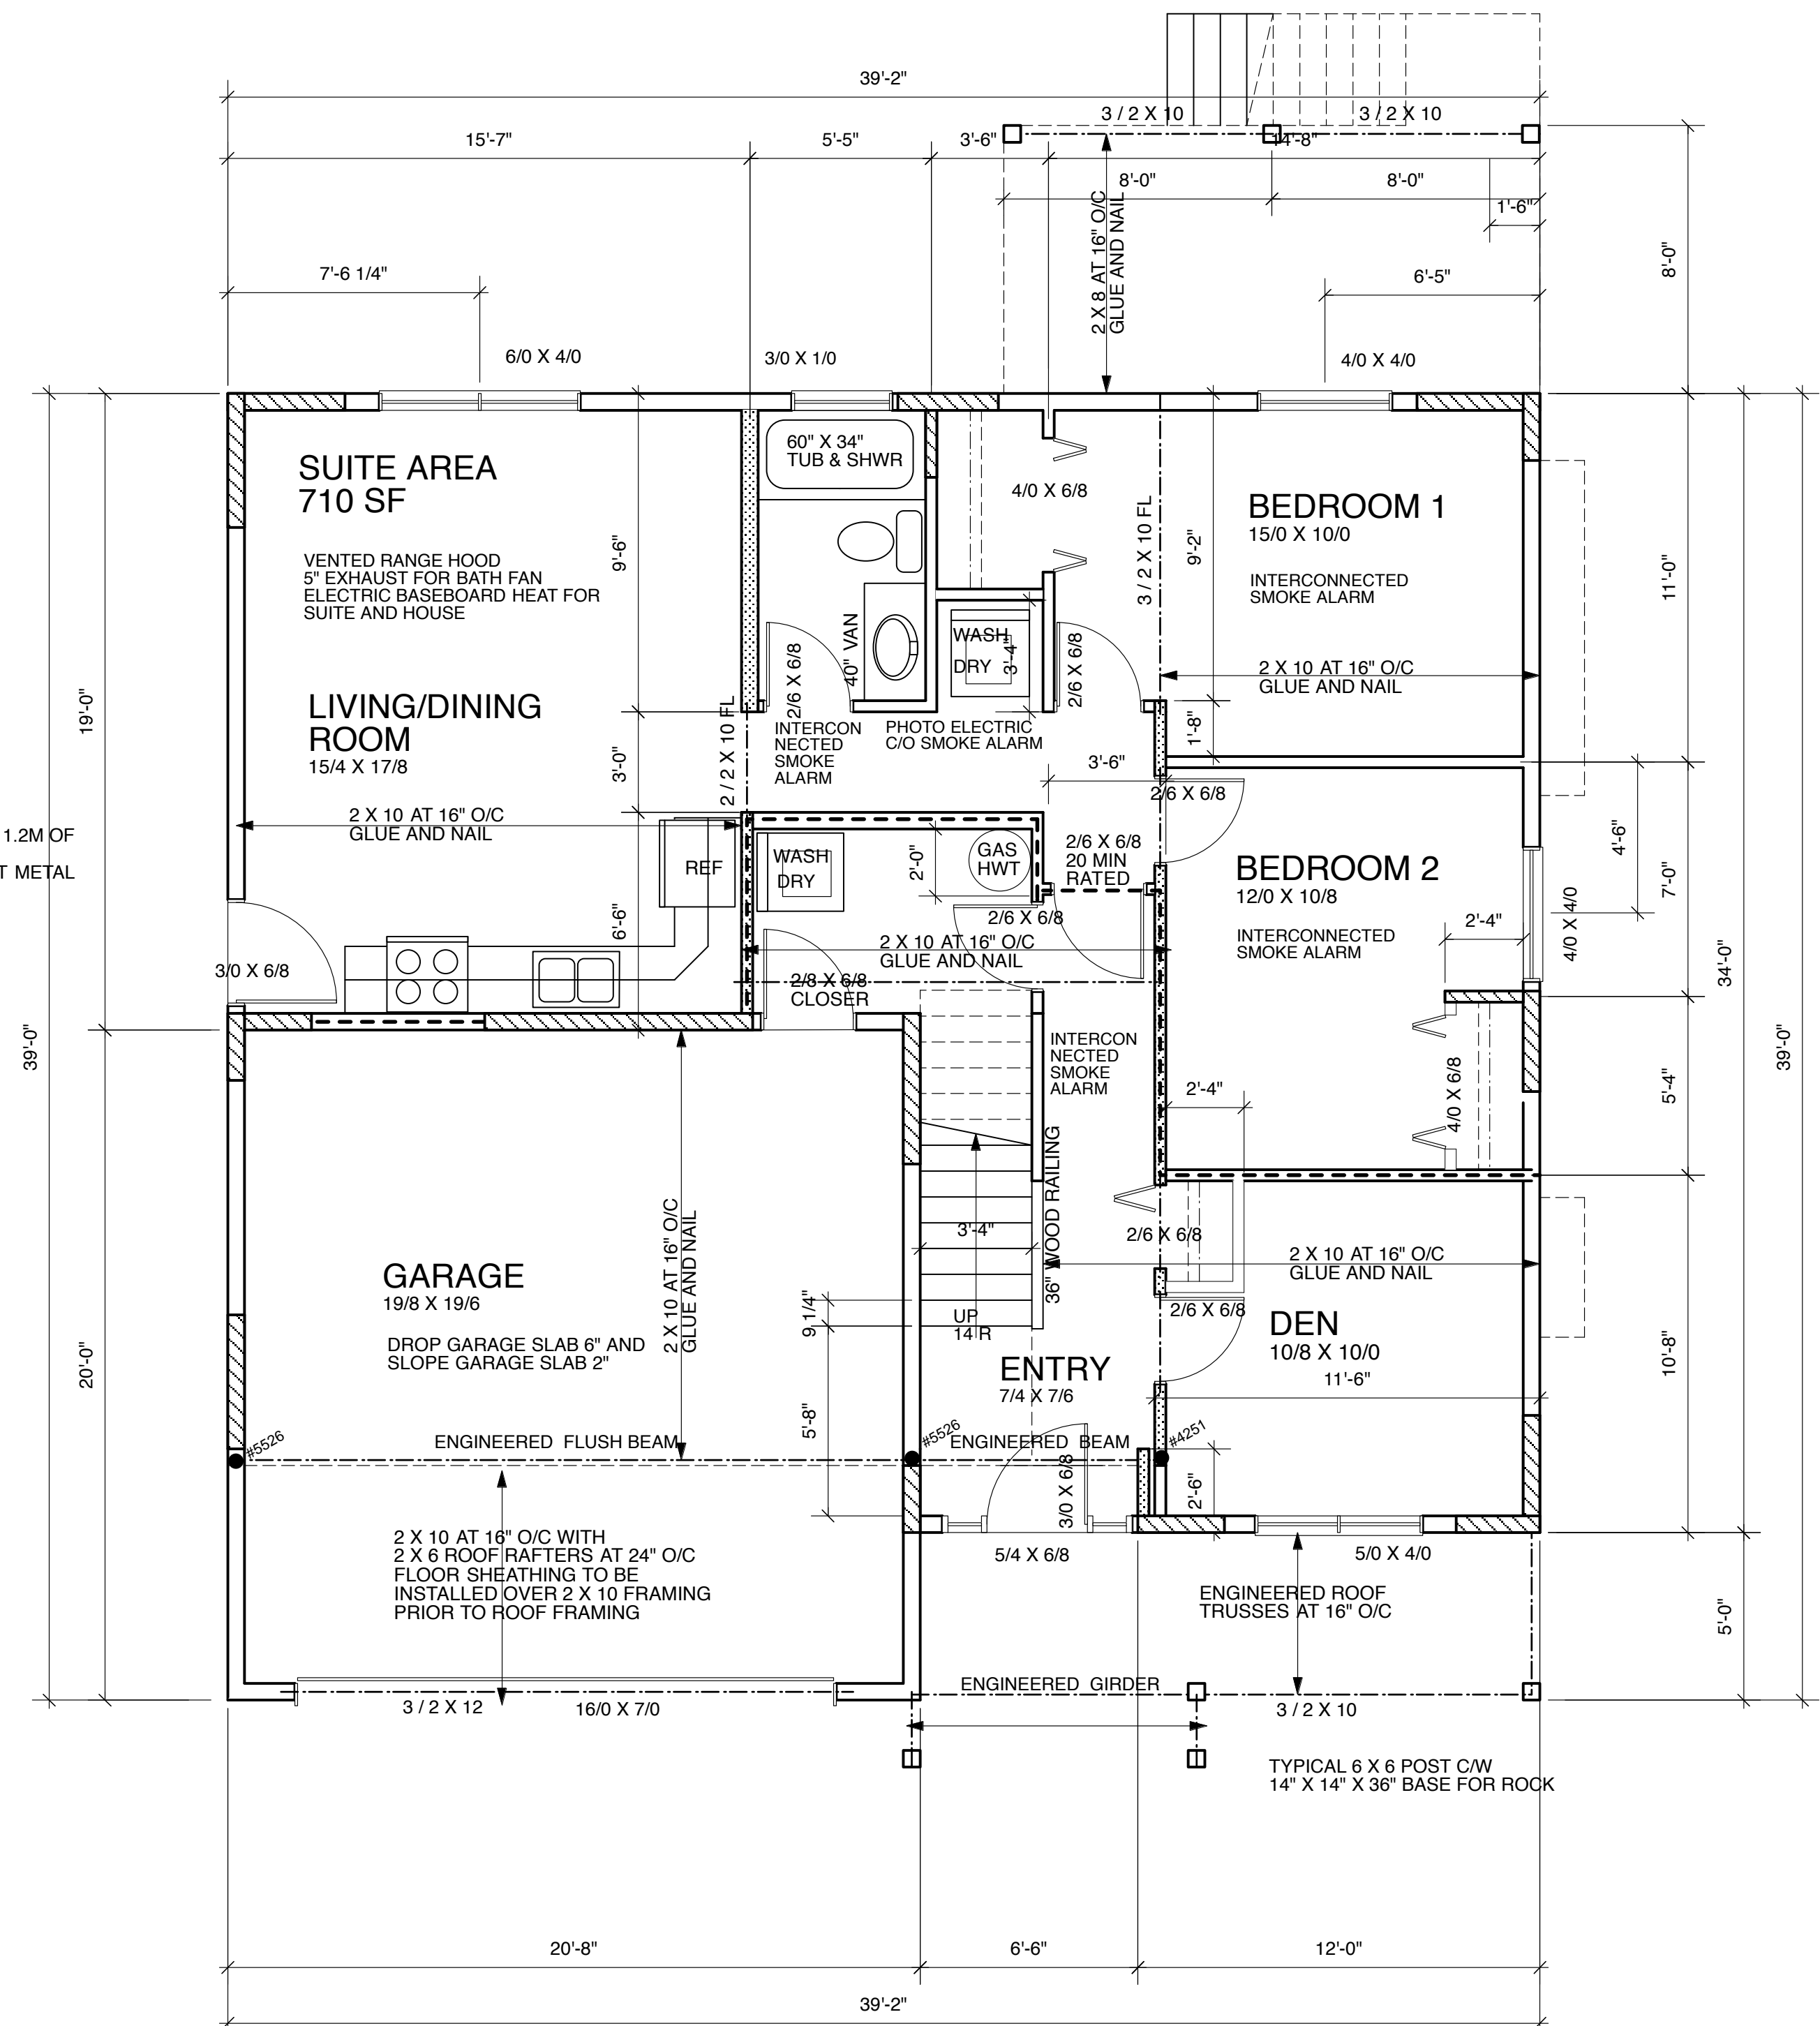 39'-2"
3 / 2 X 10
3 / 2 X 10
15'-7"
5'-5"
3'-6"
14'-8"
8'-0"
8'-0"
1'-6"
2 X 8 AT 16" O/C
GLUE AND NAIL
8'-0"
7'-6 1/4"
6'-5"
6/0 X 4/0
3/0 X 1/0
4/0 X 4/0
SUITE AREA
710 SF
60" X 34"
TUB & SHWR
4/0 X 6/8
BEDROOM 1
15/0 X 10/0
VENTED RANGE HOOD
5" EXHAUST FOR BATH FAN
ELECTRIC BASEBOARD HEAT FOR
SUITE AND HOUSE
9'-6"
3 / 2 X 10 FL
9'-2"
INTERCONNECTED
SMOKE ALARM
11'-0"
40" VAN
WASH
DRY
3'-4"
2/6 X 6/8
2/6 X 6/8
2 X 10 AT 16" O/C
GLUE AND NAIL
19'-0"
LIVING/DINING
ROOM
15/4 X 17/8
2 / 2 X 10 FL
INTERCON
NECTED
SMOKE
ALARM
PHOTO ELECTRIC
C/O SMOKE ALARM
1'-8"
3'-0"
3'-6"
2/6 X 6/8
2 X 10 AT 16" O/C
GLUE AND NAIL
1.2M OF
T METAL
REF
WASH
DRY
2'-0"
GAS
HWT
2/6 X 6/8
20 MIN
RATED
BEDROOM 2
12/0 X 10/8
4'-6"
7'-0"
6'-6"
2/6 X 6/8
INTERCONNECTED
SMOKE ALARM
2'-4"
4/0 X 4/0
34'-0"
3/0 X 6/8
2 X 10 AT 16" O/C
GLUE AND NAIL
2/8 X 6/8
CLOSER
39'-0"
39'-0"
INTERCON
NECTED
SMOKE
ALARM
2'-4"
4/0 X 6/8
5'-4"
36" WOOD RAILING
2 X 10 AT 16" O/C
GLUE AND NAIL
3'-4"
2/6 X 6/8
2 X 10 AT 16" O/C
GLUE AND NAIL
GARAGE
19/8 X 19/6
9 1/4"
UP
14 R
2/6 X 6/8
DEN
10/8 X 10/0
11'-6"
DROP GARAGE SLAB 6" AND
SLOPE GARAGE SLAB 2"
20'-0"
ENTRY
7/4 X 7/6
10'-8"
5'-8"
#5526
ENGINEERED FLUSH BEAM
#5526
ENGINEERED BEAM
#4251
3/0 X 6/8
2'-6"
2 X 10 AT 16" O/C WITH
2 X 6 ROOF RAFTERS AT 24" O/C
FLOOR SHEATHING TO BE
INSTALLED OVER 2 X 10 FRAMING
PRIOR TO ROOF FRAMING
5/4 X 6/8
5/0 X 4/0
ENGINEERED ROOF
TRUSSES AT 16" O/C
5'-0"
ENGINEERED GIRDER
3 / 2 X 12
16/0 X 7/0
3 / 2 X 10
TYPICAL 6 X 6 POST C/W
14" X 14" X 36" BASE FOR ROCK
20'-8"
6'-6"
12'-0"
39'-2"